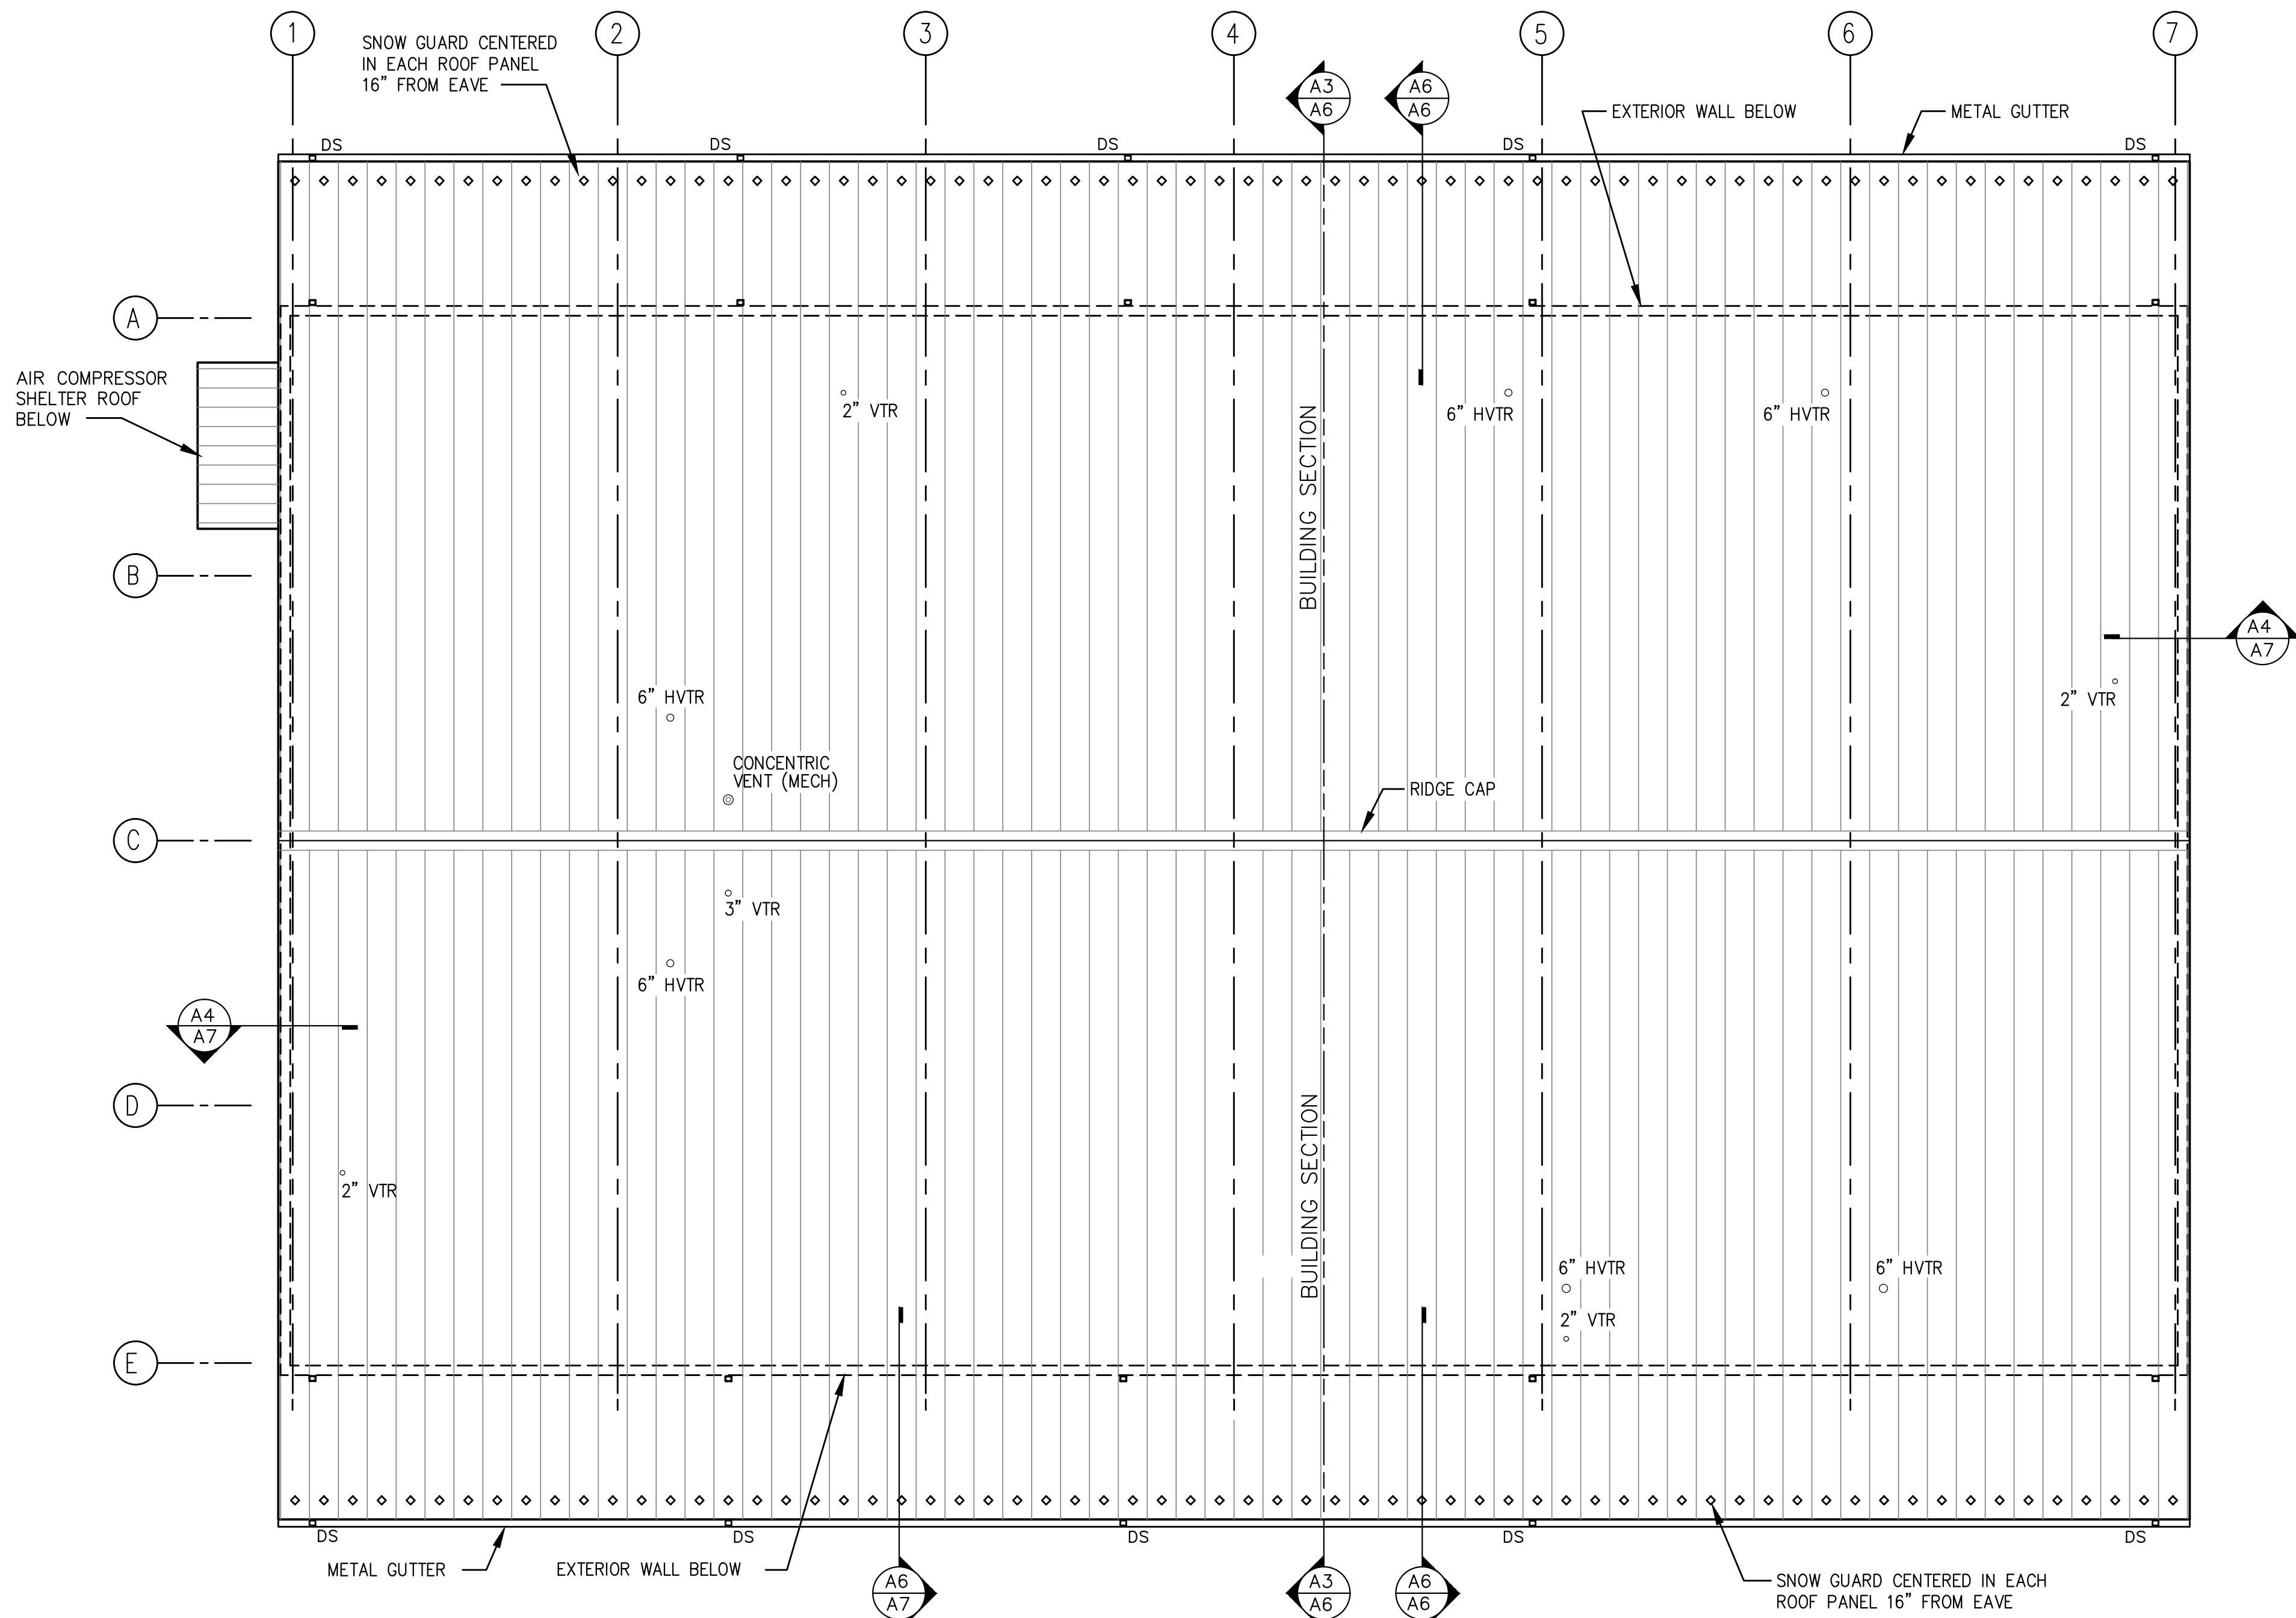 1
2
3
4
5
6
7
SNOW GUARD CENTERED
IN EACH ROOF PANEL
16” FROM EAVE
A3
A6
A6
A6
EXTERIOR WALL BELOW
METAL GUTTER
DS
DS
DS
DS
DS
A
AIR COMPRESSOR
SHELTER ROOF
BELOW
2” VTR
6” HVTR
6” HVTR
BUILDING SECTION
B
A4
A7
6” HVTR
2” VTR
CONCENTRIC
VENT (MECH)
RIDGE CAP
C
3” VTR
6” HVTR
A4
A7
D
BUILDING SECTION
2” VTR
6” HVTR
6” HVTR
2” VTR
E
DS
DS
DS
DS
DS
METAL GUTTER
EXTERIOR WALL BELOW
A6
A7
A3
A6
A6
A6
SNOW GUARD CENTERED IN EACH
ROOF PANEL 16” FROM EAVE